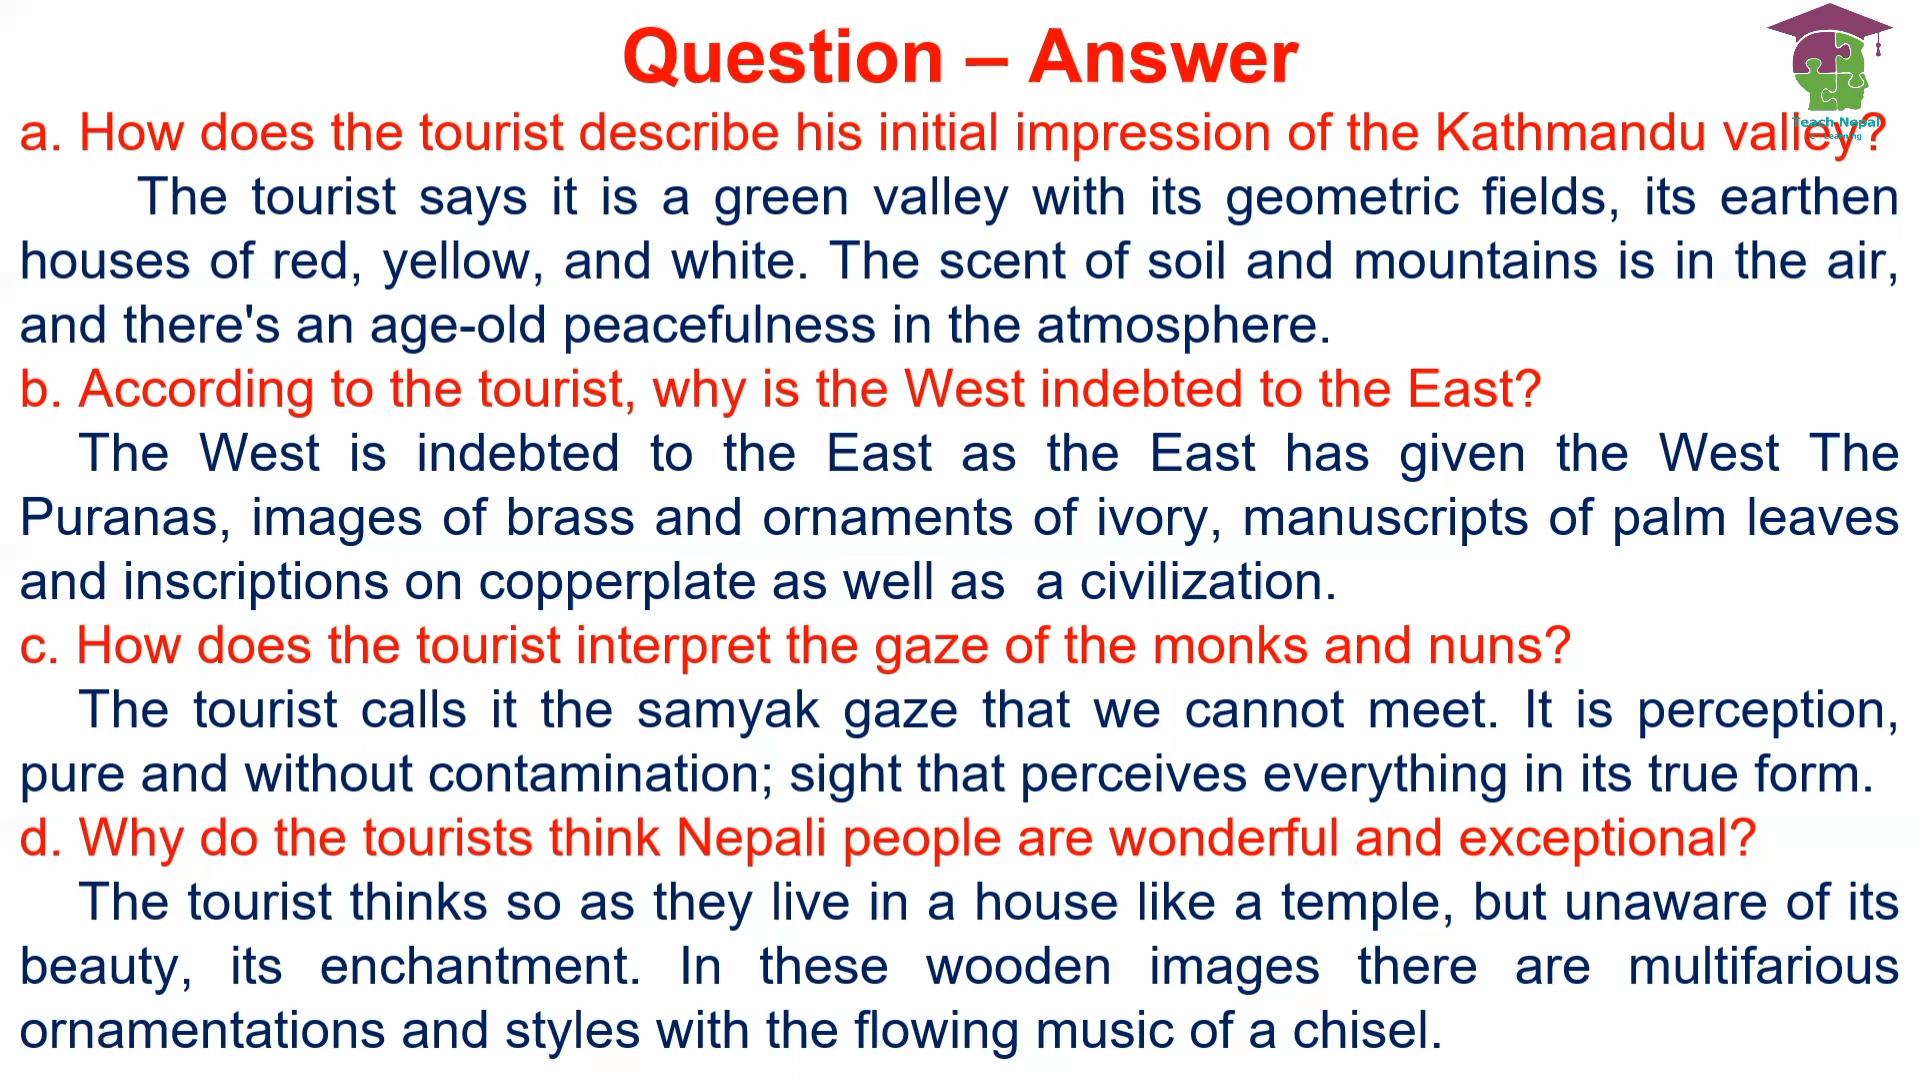 Question – Answer
a. How does the tourist describe his initial impression of the Kathmandu valley?
Teach Nepal
The tourist says it is a green valley with its geometric fields, its earthen
houses of red, yellow, and white. The scent of soil and mountains is in the air,
and there's an age-old peacefulness in the atmosphere.
b. According to the tourist, why is the West indebted to the East?
The West is indebted to the East as the East has given the West The
Puranas, images of brass and ornaments of ivory, manuscripts of palm leaves
and inscriptions on copperplate as well as  a civilization.
c. How does the tourist interpret the gaze of the monks and nuns?
The tourist calls it the samyak gaze that we cannot meet. It is perception,
pure and without contamination; sight that perceives everything in its true form.
d. Why do the tourists think Nepali people are wonderful and exceptional?
The tourist thinks so as they live in a house like a temple, but unaware of its
beauty, its enchantment. In these wooden images there are multifarious
ornamentations and styles with the flowing music of a chisel.